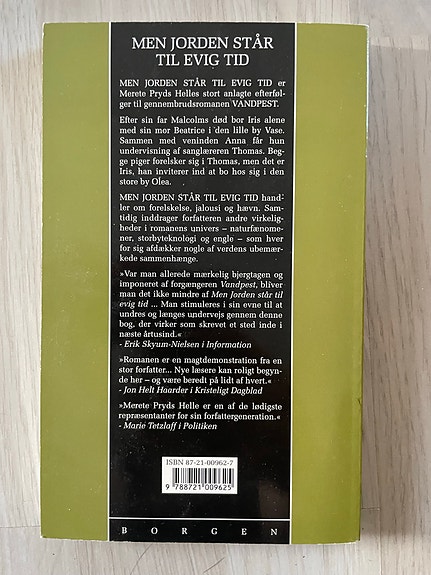 MEN JORDEN STÅR
TIL EVIG TID
MEN JORDEN STÅR TIL EVIG TID er
Merete Pryds Helles stort anlagte efterføl-
ger til gennembrudsromanen VANDPEST.
Efter sin far Malcolms død bor Iris alene
med sin mor Beatrice i den lille by Vase.
Sammen med veninden Anna får hun
undervisning af sanglæreren Thomas. Beg-
ge piger forelsker sig i Thomas, men det er
Iris, han inviterer ind at bo hos sig i den
store by Olea.
MEN JORDEN STÅR TIL EVIG TID hand-
ler om forelskelse, jalousi og hævn. Sam-
tidig inddrager forfatteren andre virkelig-
heder i romanens univers – naturfænome-
ner, storbyteknologi og engle – som hver
for sig afdækker nogle af verdens ubemær-
kede sammenhænge.
»Var man allerede mærkelig bjergtagen og
imponeret af forgængeren Vandpest, bliver
man det ikke mindre af Men Jorden står til
evig tid ... Man stimuleres i sin evne til at
undres og længes undervejs gennem denne
bog, der virker som skrevet et sted inde i
næste årtusind.«
- Erik Skyum-Nielsen i Information
»Romanen er en magtdemonstration fra en
stor forfatter... Nye læsere kan roligt begyn-
de her – og være beredt på lidt af hvert.«
- Jon Helt Haarder i Kristeligt Dagblad
»Merete Pryds Helle er en af de lødigste
repræsentanter for sin forfattergeneration.«
- Marie Tetzlaff i Politiken
ISBN 87-21-00962-7
9 788721 009625
BORGEN